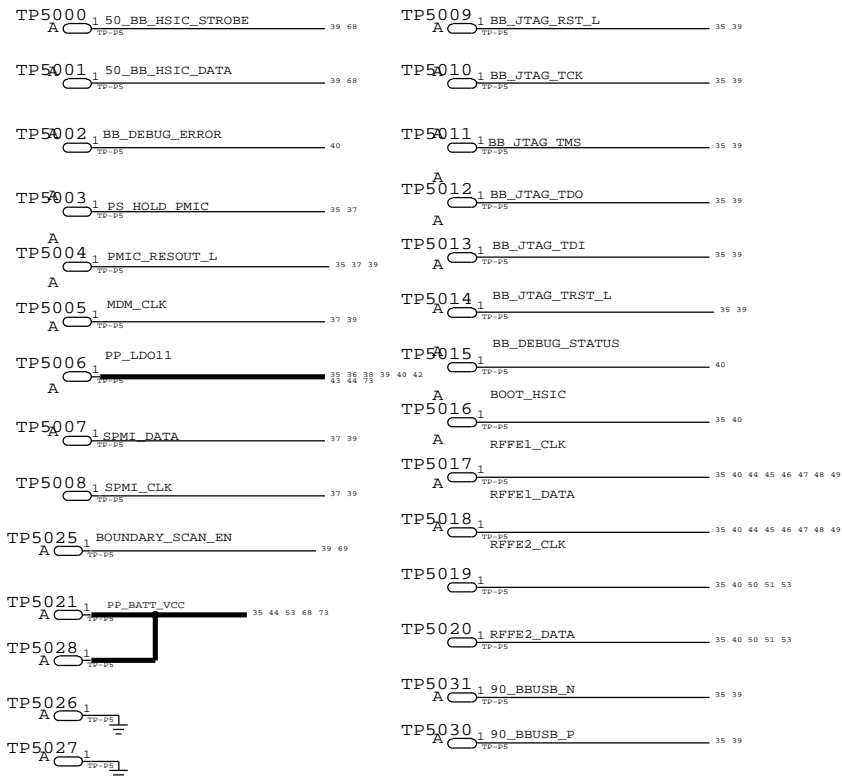 TP5000
A 1 50_BB_HSIC_STROBE 39 68
TP-P5
TP5001
A 1 50_BB_HSIC_DATA 39 68
TP-P5
TP5002
A 1 BB_DEBUG_ERROR 40
TP-P5
TP5003
A 1 PS_HOLD_PMIC 35 37
TP-P5
A
TP5004
1 PMIC_RESOUT_L 35 37 39
TP-P5
A
TP5005
A 1 MDM_CLK 37 39
TP-P5
TP5006
1 PP_LDO11 35 36 38 39 40 42
TP-P5 43 44 73
A
TP5007
A 1 SPMI_DATA 37 39
TP-P5
TP5008
1 SPMI_CLK 37 39
TP-P5
TP5025
A 1 BOUNDARY_SCAN_EN 39 69
TP-P5
TP5021
A 1 PP_BATT_VCC 35 44 53 68 73
TP-P5
TP5028
A 1
TP-P5
TP5026
A 1
TP-P5
TP5027
A 1
TP-P5
TP5009
A 1 BB_JTAG_RST_L 35 39
TP-P5
TP5010
A 1 BB_JTAG_TCK 35 39
TP-P5
TP5011
A 1 BB_JTAG_TMS 35 39
TP-P5
A
TP5012
1 BB_JTAG_TDO 35 39
TP-P5
A
TP5013
A 1 BB_JTAG_TDI 35 39
TP-P5
TP5014
A 1 BB_JTAG_TRST_L 35 39
TP-P5
TP5015
A 1 BB_DEBUG_STATUS 40
TP-P5
A BOOT_HSIC
TP5016
1 35 40
TP-P5
A RFFE1_CLK
TP5017
A 1 35 40 44 45 46 47 48 49
TP-P5
RFFE1_DATA
TP5018
A 1 35 40 44 45 46 47 48 49
TP-P5
RFFE2_CLK
TP5019
1 35 40 50 51 53
TP-P5
TP5020
1 RFFE2_DATA 35 40 50 51 53
TP-P5
TP5031
A 1 90_BBUSB_N 35 39
TP-P5
TP5030
A 1 90_BBUSB_P 35 39
TP-P5